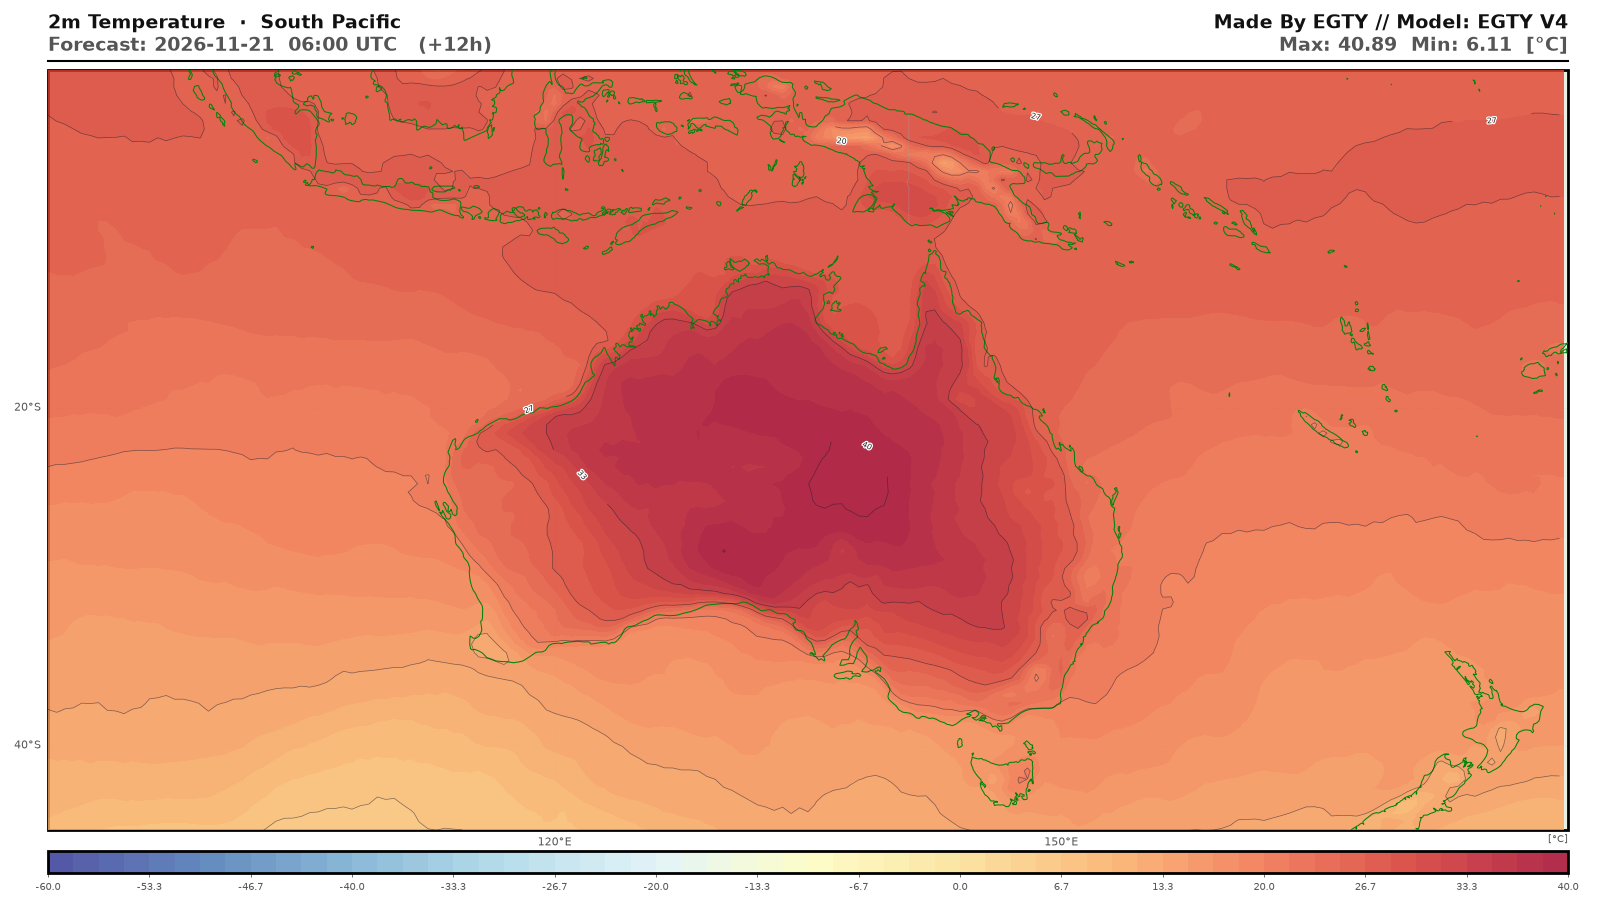 2m Temperature · South Pacific
Made By EGTY // Model: EGTY V4
Forecast: 2026-11-21 06:00 UTC (+12h)
Max: 40.89 Min: 6.11 [°C]
27
27
20
20°S
27
40
33
40°S
120°E
150°E
[°C]
-60.0
-53.3
-46.7
-40.0
-33.3
-26.7
-20.0
-13.3
-6.7
0.0
6.7
13.3
20.0
26.7
33.3
40.0